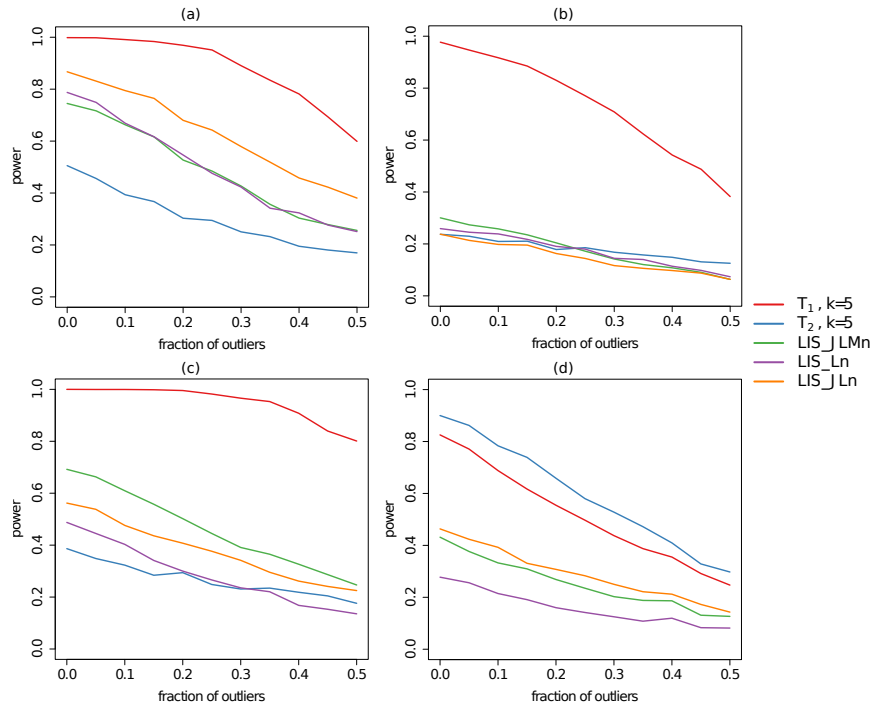 (a)
power
0.0 0.2 0.4 0.6 0.8 1.0
0.0 0.1 0.2 0.3 0.4 0.5
fraction of outliers
(b)
power
0.0 0.2 0.4 0.6 0.8 1.0
0.0 0.1 0.2 0.3 0.4 0.5
fraction of outliers
(c)
power
0.0 0.2 0.4 0.6 0.8 1.0
0.0 0.1 0.2 0.3 0.4 0.5
fraction of outliers
(d)
power
0.0 0.2 0.4 0.6 0.8 1.0
0.0 0.1 0.2 0.3 0.4 0.5
fraction of outliers
T₁ , k=5
T₂ , k=5
LIS_JLMn
LIS_Ln
LIS_JLn